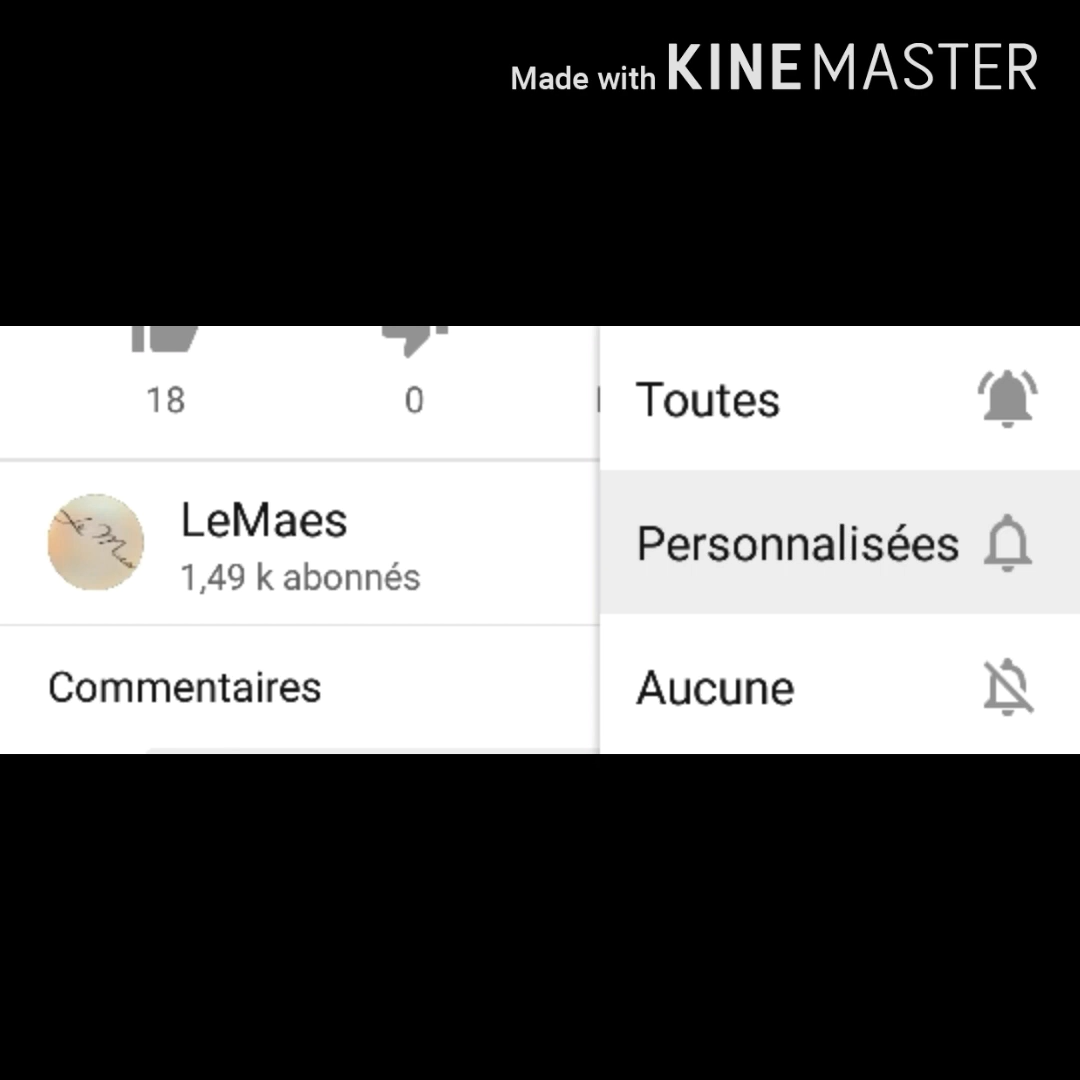 Made with KINEMASTER
18
0
LeMaes
1,49 k abonnés
Commentaires
Toutes
Personnalisées
Aucune